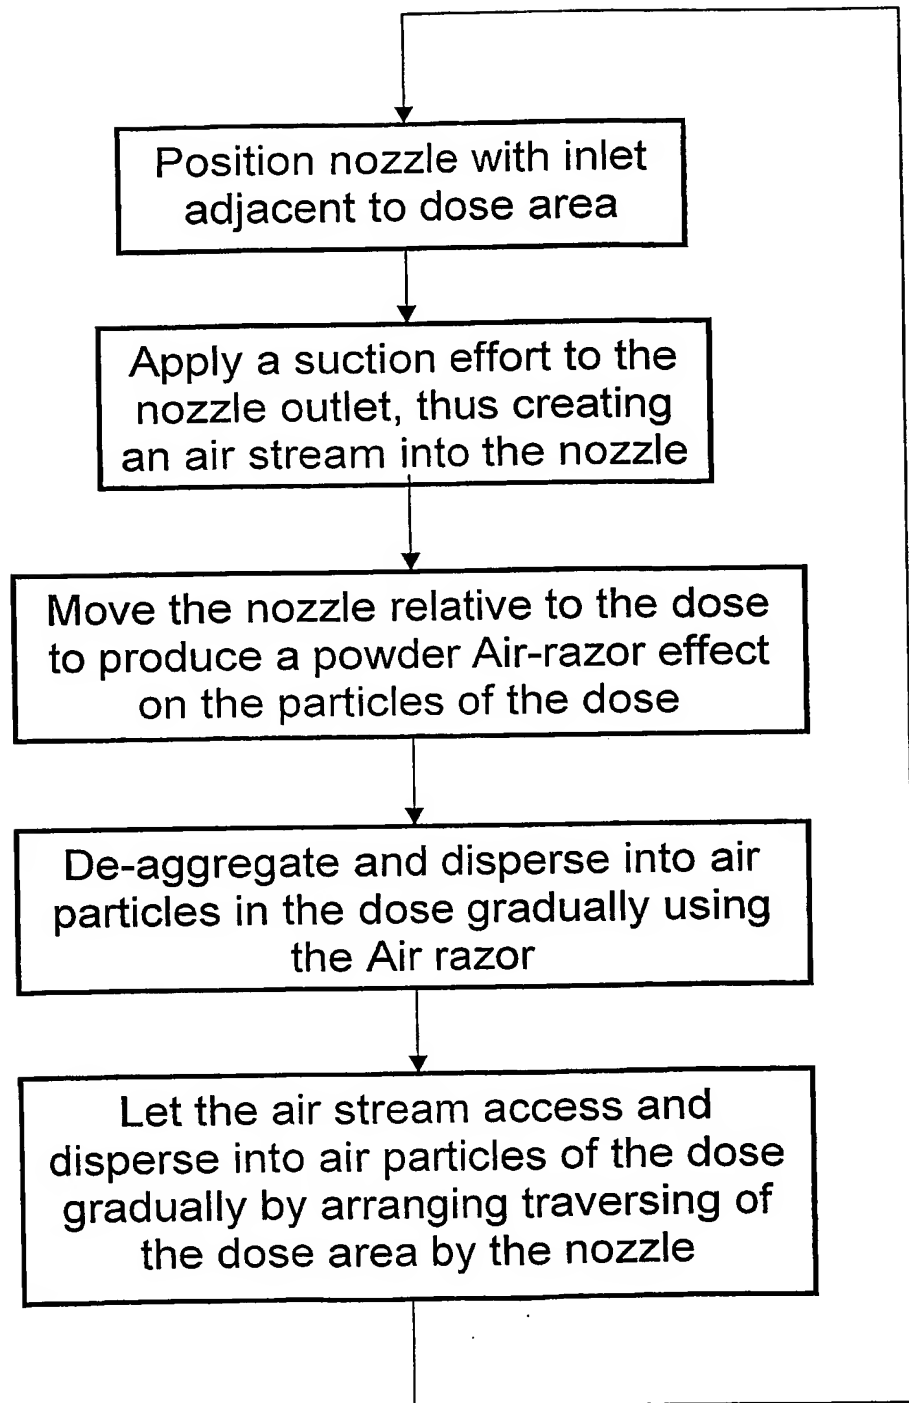 Position nozzle with inlet
adjacent to dose area
Apply a suction effort to the
nozzle outlet, thus creating
an air stream into the nozzle
Move the nozzle relative to the dose
to produce a powder Air-razor effect
on the particles of the dose
De-aggregate and disperse into air
particles in the dose gradually using
the Air razor
Let the air stream access and
disperse into air particles of the dose
gradually by arranging traversing of
the dose area by the nozzle